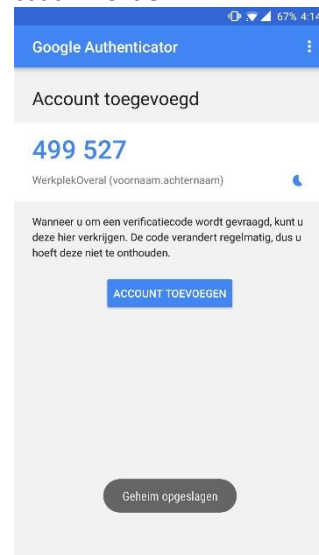 67% 4:14
Google Authenticator
Account toegevoegd
499 527
WerkplekOveral (voornaam.achternaam)
Wanneer u om een verificatiecode wordt gevraagd, kunt u
deze hier verkrijgen. De code verandert regelmatig, dus u
hoeft deze niet te onthouden.
ACCOUNT TOEVOEGEN
Geheim opgeslagen